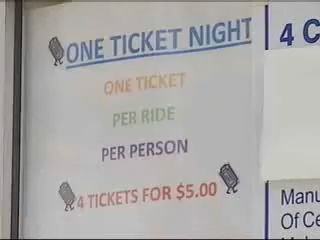 ONE TICKET NIGHT
ONE TICKET
PER RIDE
PER PERSON
4 TICKETS FOR $5.00
4 C
Manu
Of Ce